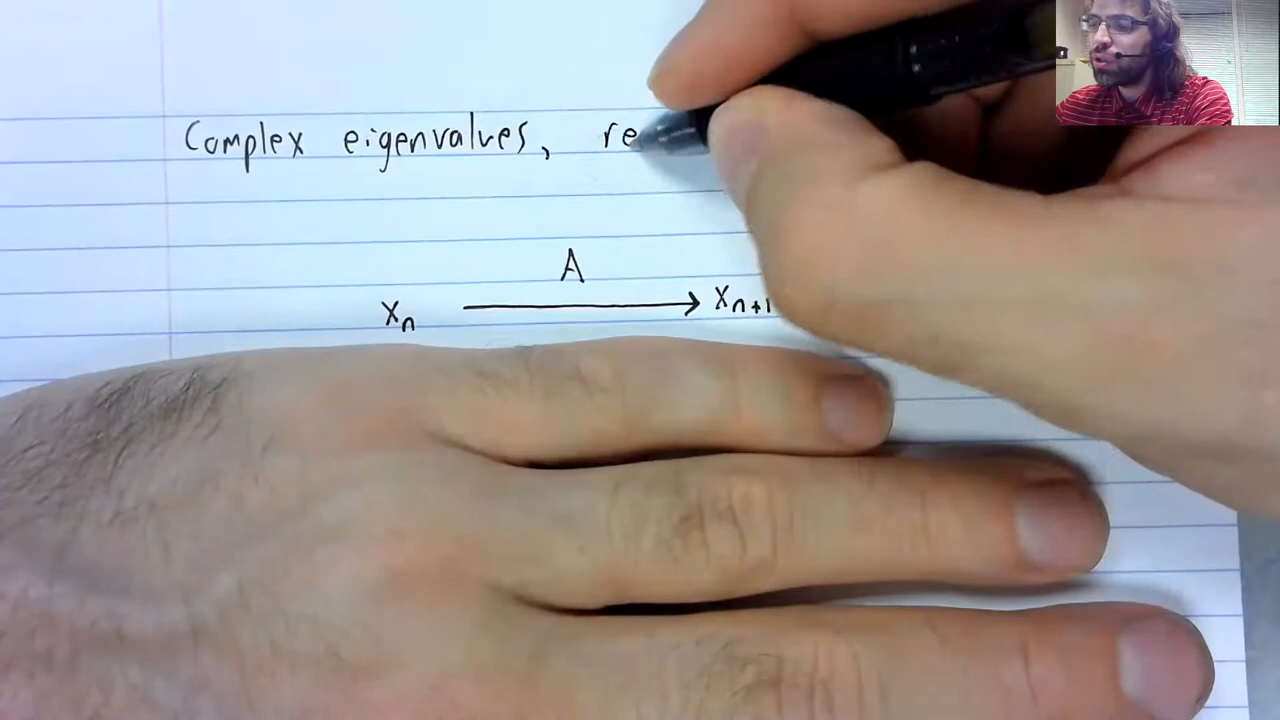 Complex eigenvalues, re
A
xₙ → xₙ₊₁